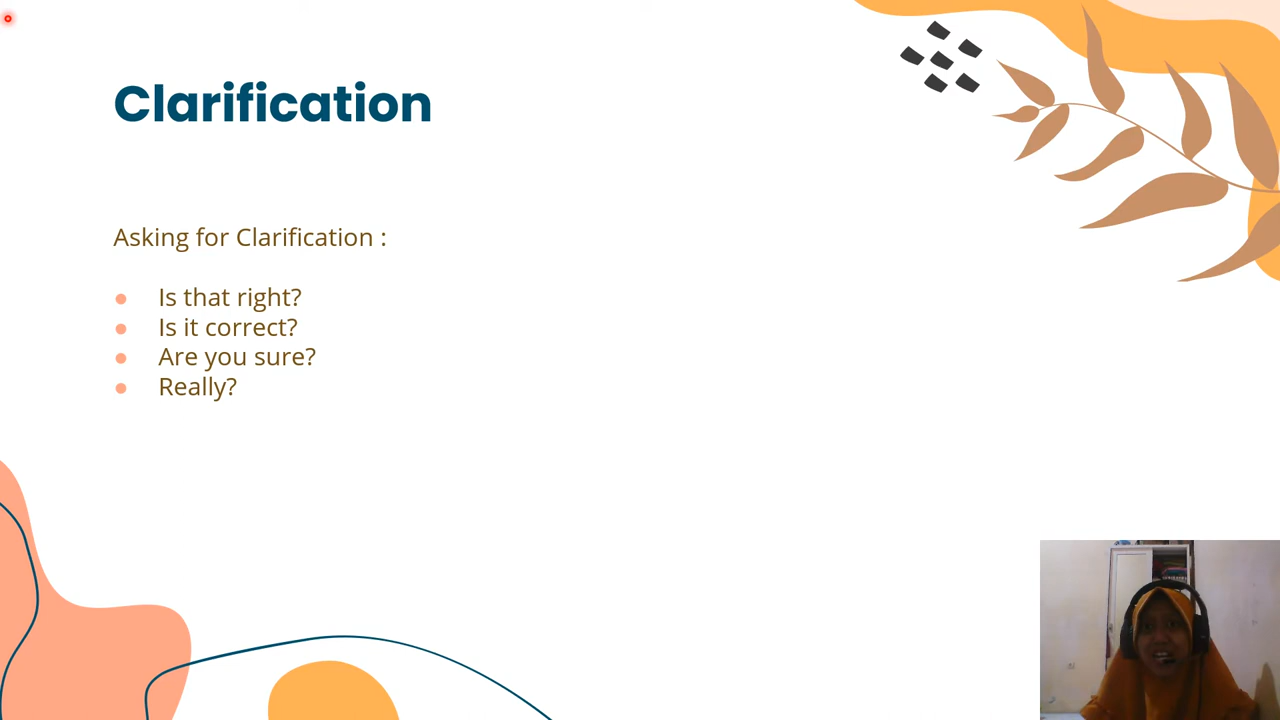 Clarification
Asking for Clarification :
● Is that right?
● Is it correct?
● Are you sure?
● Really?